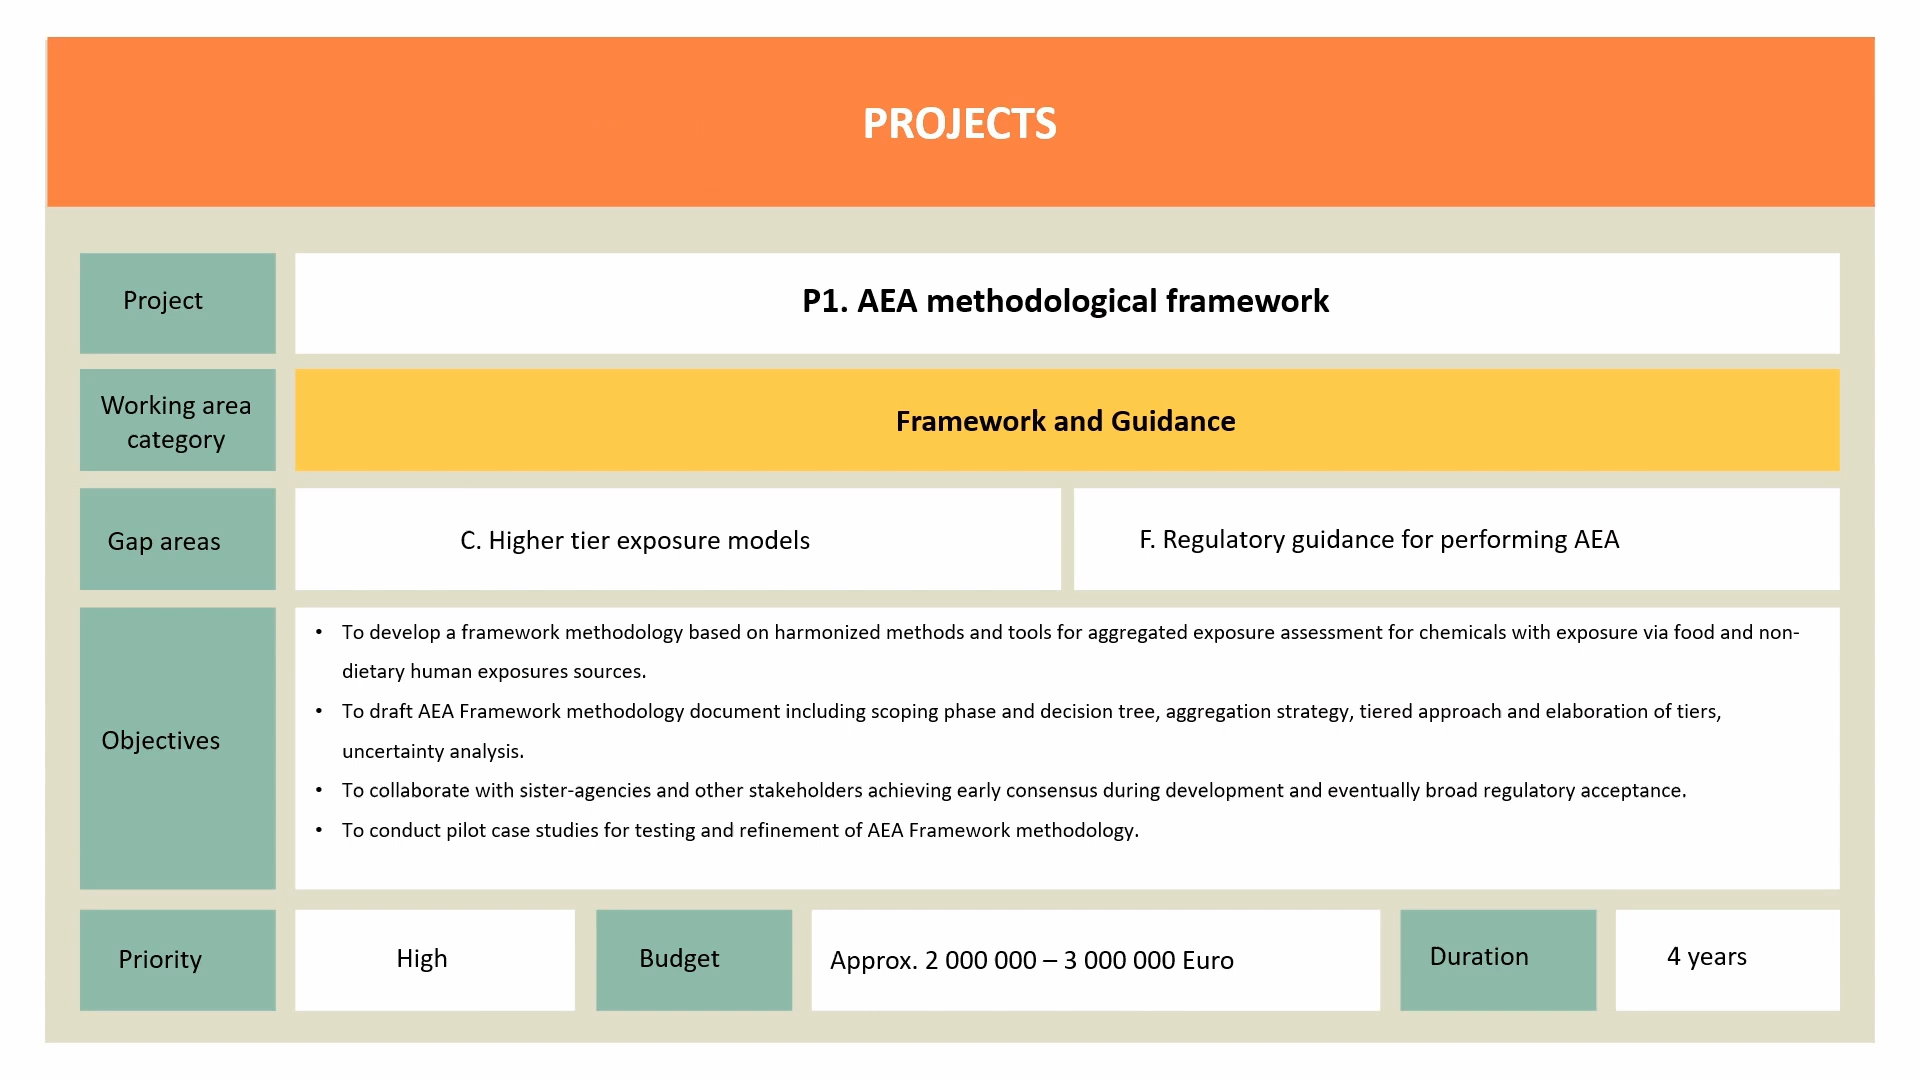 PROJECTS
Project
P1. AEA methodological framework
Working area
category
Framework and Guidance
Gap areas
C. Higher tier exposure models
F. Regulatory guidance for performing AEA
Objectives
• To develop a framework methodology based on harmonized methods and tools for aggregated exposure assessment for chemicals with exposure via food and non-
dietary human exposures sources.
• To draft AEA Framework methodology document including scoping phase and decision tree, aggregation strategy, tiered approach and elaboration of tiers,
uncertainty analysis.
• To collaborate with sister-agencies and other stakeholders achieving early consensus during development and eventually broad regulatory acceptance.
• To conduct pilot case studies for testing and refinement of AEA Framework methodology.
Priority
High
Budget
Approx. 2 000 000 – 3 000 000 Euro
Duration
4 years